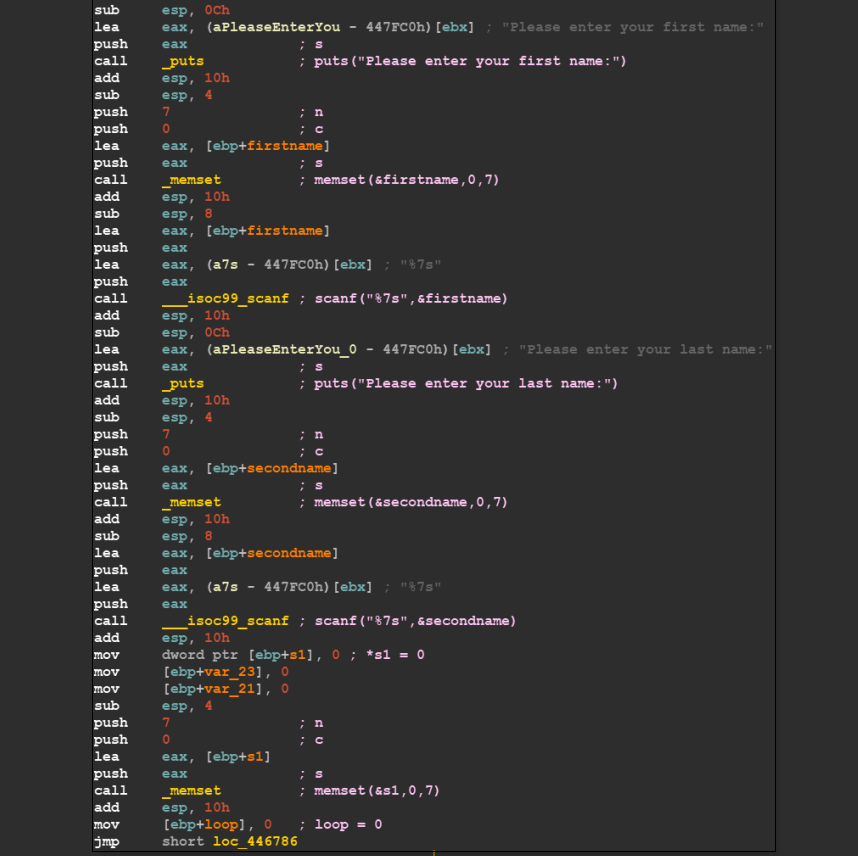 sub esp, 0Ch
lea eax, (aPleaseEnterYou - 447FC0h)[ebx] ; "Please enter your first name:"
push eax ; s
call _puts ; puts("Please enter your first name:")
add esp, 10h
sub esp, 4
push 7 ; n
push 0 ; c
lea eax, [ebp+firstname]
push eax ; s
call _memset ; memset(&firstname,0,7)
add esp, 10h
sub esp, 8
lea eax, [ebp+firstname]
push eax
lea eax, (a7s - 447FC0h)[ebx] ; "%7s"
push eax
call ___isoc99_scanf ; scanf("%7s",&firstname)
add esp, 10h
sub esp, 0Ch
lea eax, (aPleaseEnterYou_0 - 447FC0h)[ebx] ; "Please enter your last name:"
push eax ; s
call _puts ; puts("Please enter your last name:")
add esp, 10h
sub esp, 4
push 7 ; n
push 0 ; c
lea eax, [ebp+secondname]
push eax ; s
call _memset ; memset(&secondname,0,7)
add esp, 10h
sub esp, 8
lea eax, [ebp+secondname]
push eax
lea eax, (a7s - 447FC0h)[ebx] ; "%7s"
push eax
call ___isoc99_scanf ; scanf("%7s",&secondname)
add esp, 10h
mov dword ptr [ebp+s1], 0 ; *s1 = 0
mov [ebp+var_23], 0
mov [ebp+var_21], 0
sub esp, 4
push 7 ; n
push 0 ; c
lea eax, [ebp+s1]
push eax ; s
call _memset ; memset(&s1,0,7)
add esp, 10h
mov [ebp+loop], 0 ; loop = 0
jmp short loc_446786